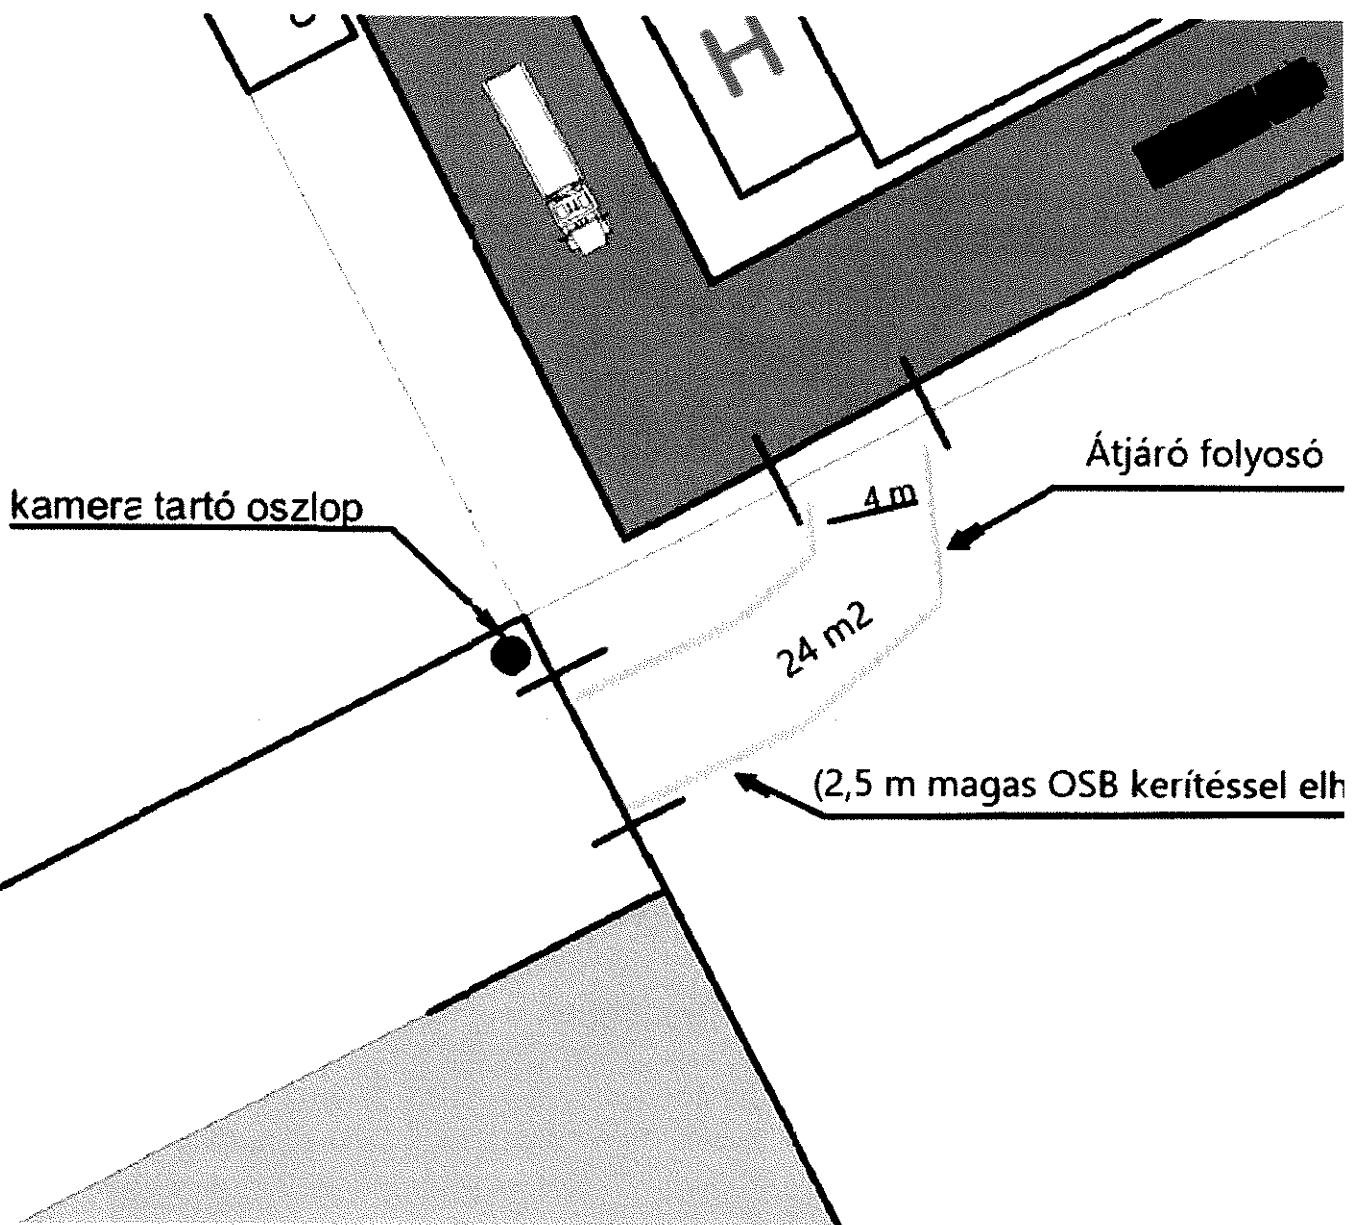 H
Átjáró folyosó
kamera tartó oszlop
4 m
24 m2
(2,5 m magas OSB kerítéssel elh